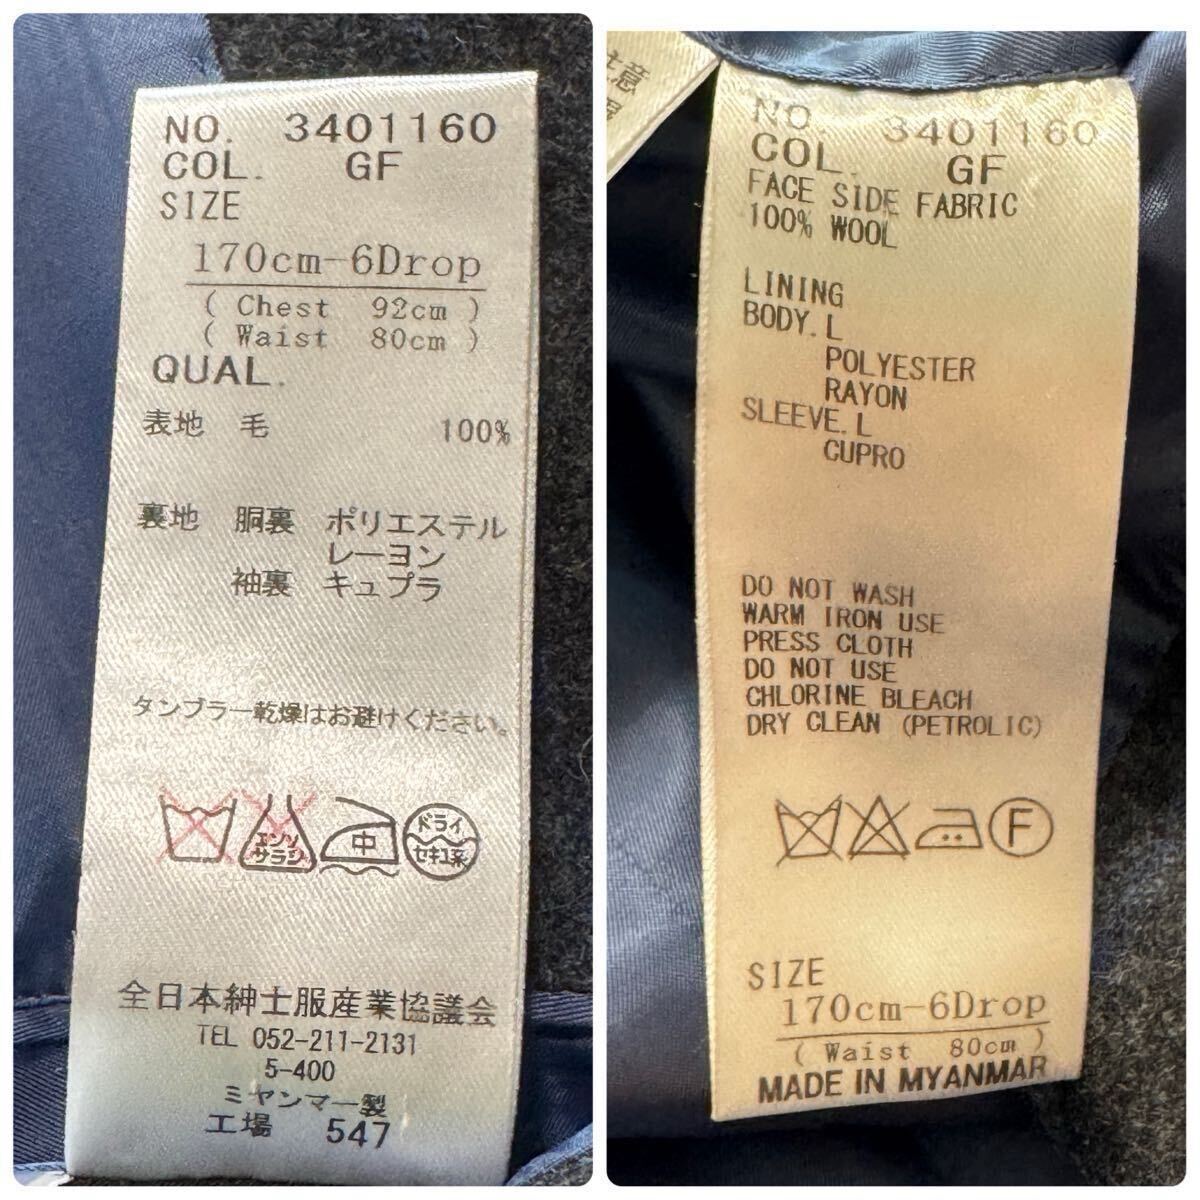 NO. 3401160
COL. GF
SIZE
170cm-6Drop
( Chest 92cm )
( Waist 80cm )
QUAL.
表地 毛 100%
裏地 胴裏 ポリエステル
レーヨン
袖裏 キュプラ
タンブラー乾燥はお避けください。
エンソ
サラシ
中
ドライ
セキユ系
全日本紳士服産業協議会
TEL 052-211-2131
5-400
ミヤンマー製
工場 547
注意
NO. 3401160
COL. GF
FACE SIDE FABRIC
100% WOOL
LINING
BODY. L
POLYESTER
RAYON
SLEEVE. L
CUPRO
DO NOT WASH
WARM IRON USE
PRESS CLOTH
DO NOT USE
CHLORINE BLEACH
DRY CLEAN (PETROLIC)
F
SIZE
170cm-6Drop
( Waist 80cm )
MADE IN MYANMAR